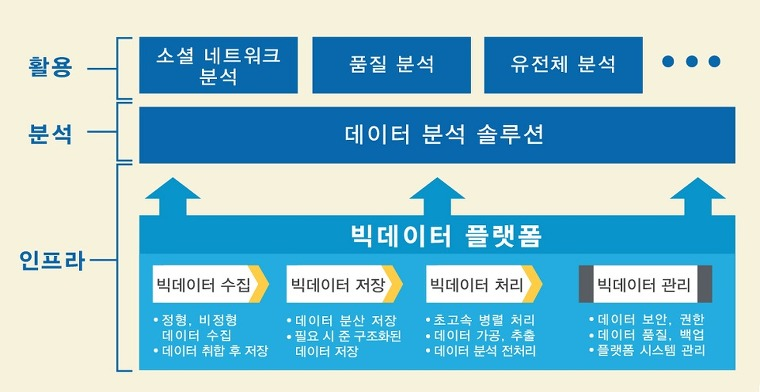 활용
소셜 네트워크
분석
품질 분석
유전체 분석
분석
데이터 분석 솔루션
인프라
빅데이터 플랫폼
빅데이터 수집
• 정형, 비정형
데이터 수집
• 데이터 취합 후 저장
빅데이터 저장
• 데이터 분산 저장
• 필요 시 준 구조화된
데이터 저장
빅데이터 처리
• 초고속 병렬 처리
• 데이터 가공, 추출
• 데이터 분석 전처리
빅데이터 관리
• 데이터 보안, 권한
• 데이터 품질, 백업
• 플랫폼 시스템 관리